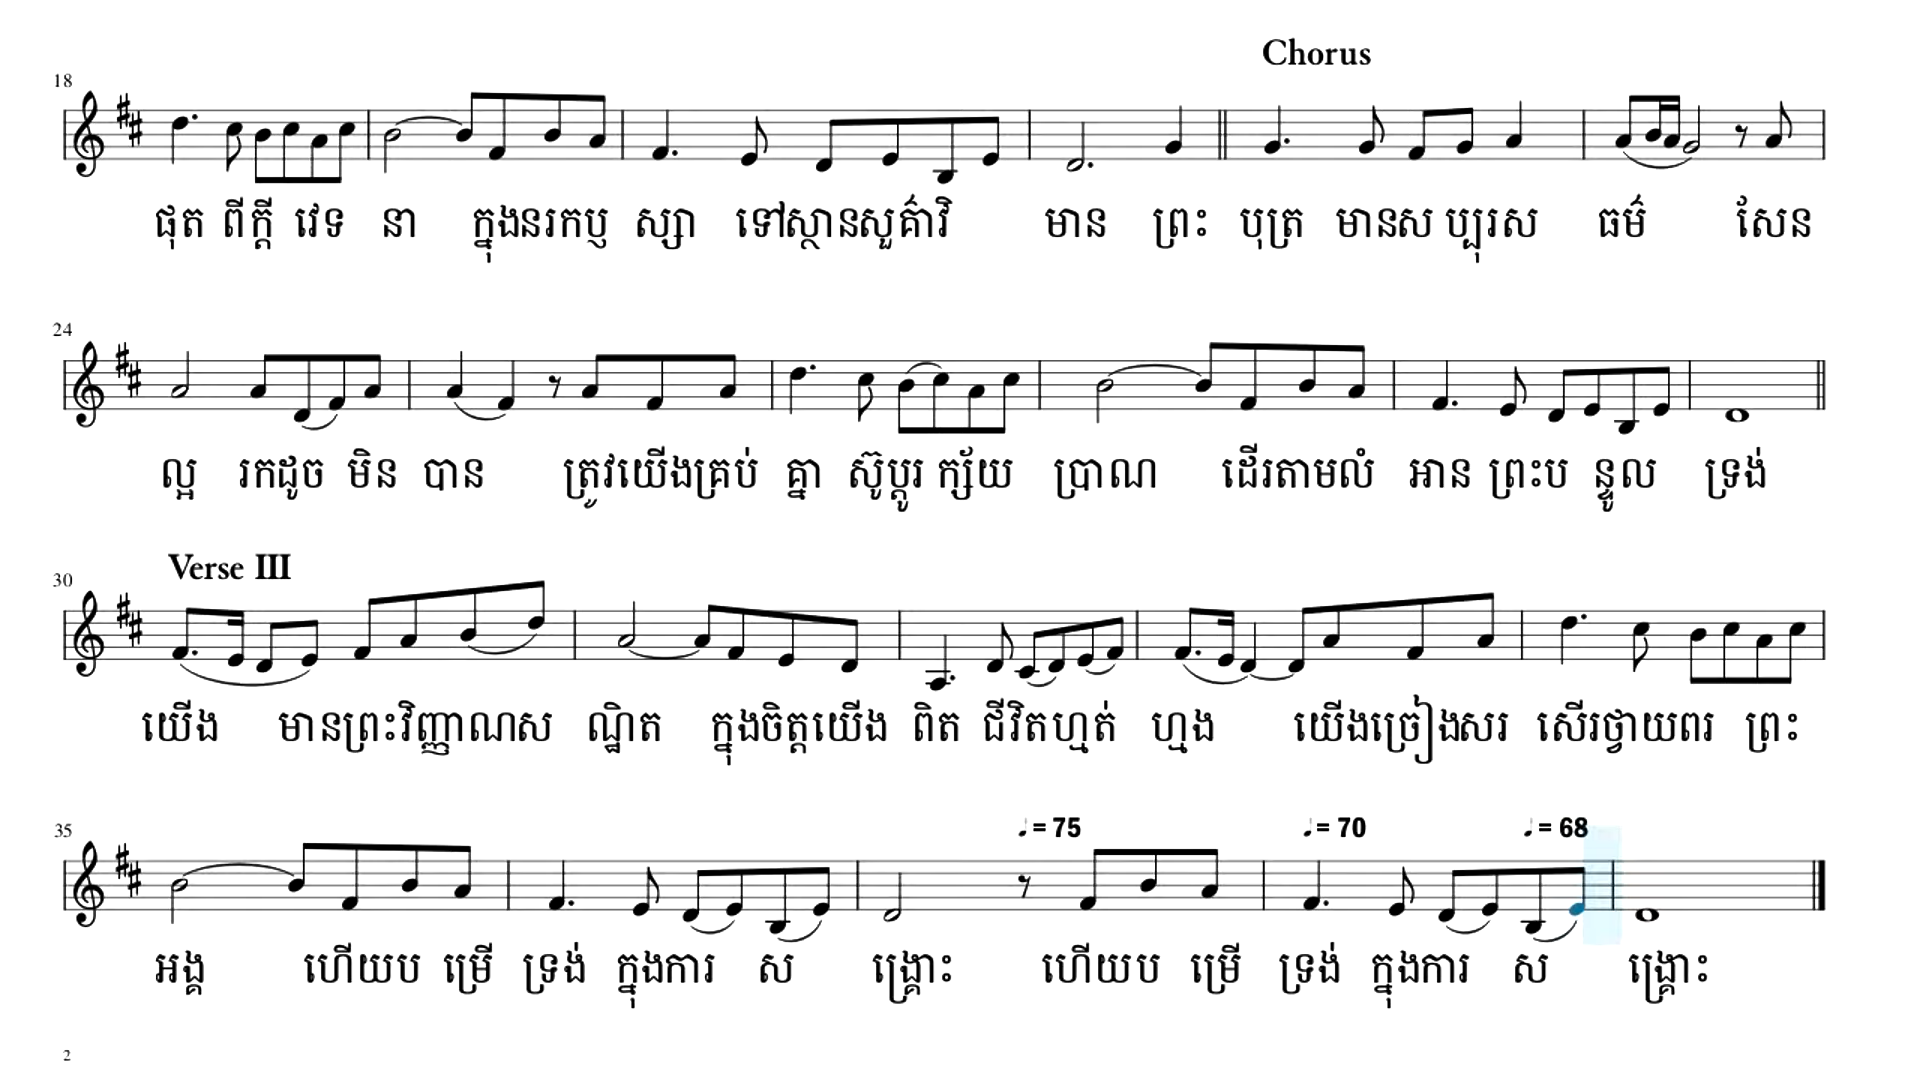 Chorus
18
ផុត ពីក្ដី វេទ នា ក្នុងនរកប្ញ ស្សា ទៅស្ថានសួគ៌ាវិ មាន ព្រះ បុត្រ មានស ប្បុរស ធម៌ សែន
24
ល្អ រកដូច មិន បាន ត្រូវយើងគ្រប់ គ្នា ស៊ូប្ដូរ ក្ស័យ ប្រាណ ដើរតាមលំ អាន ព្រះប ន្ទូល ទ្រង់
Verse III
30
យើង មានព្រះវិញ្ញាណស ណ្ឋិត ក្នុងចិត្តយើង ពិត ជីវិតហ្មត់ ហ្មង យើងច្រៀងសរ សើរថ្វាយពរ ព្រះ
35 ♩ = 75 ♩ = 70 ♩ = 68
អង្គ ហើយប ម្រើ ទ្រង់ ក្នុងការ ស ង្គ្រោះ ហើយប ម្រើ ទ្រង់ ក្នុងការ ស ង្គ្រោះ
2